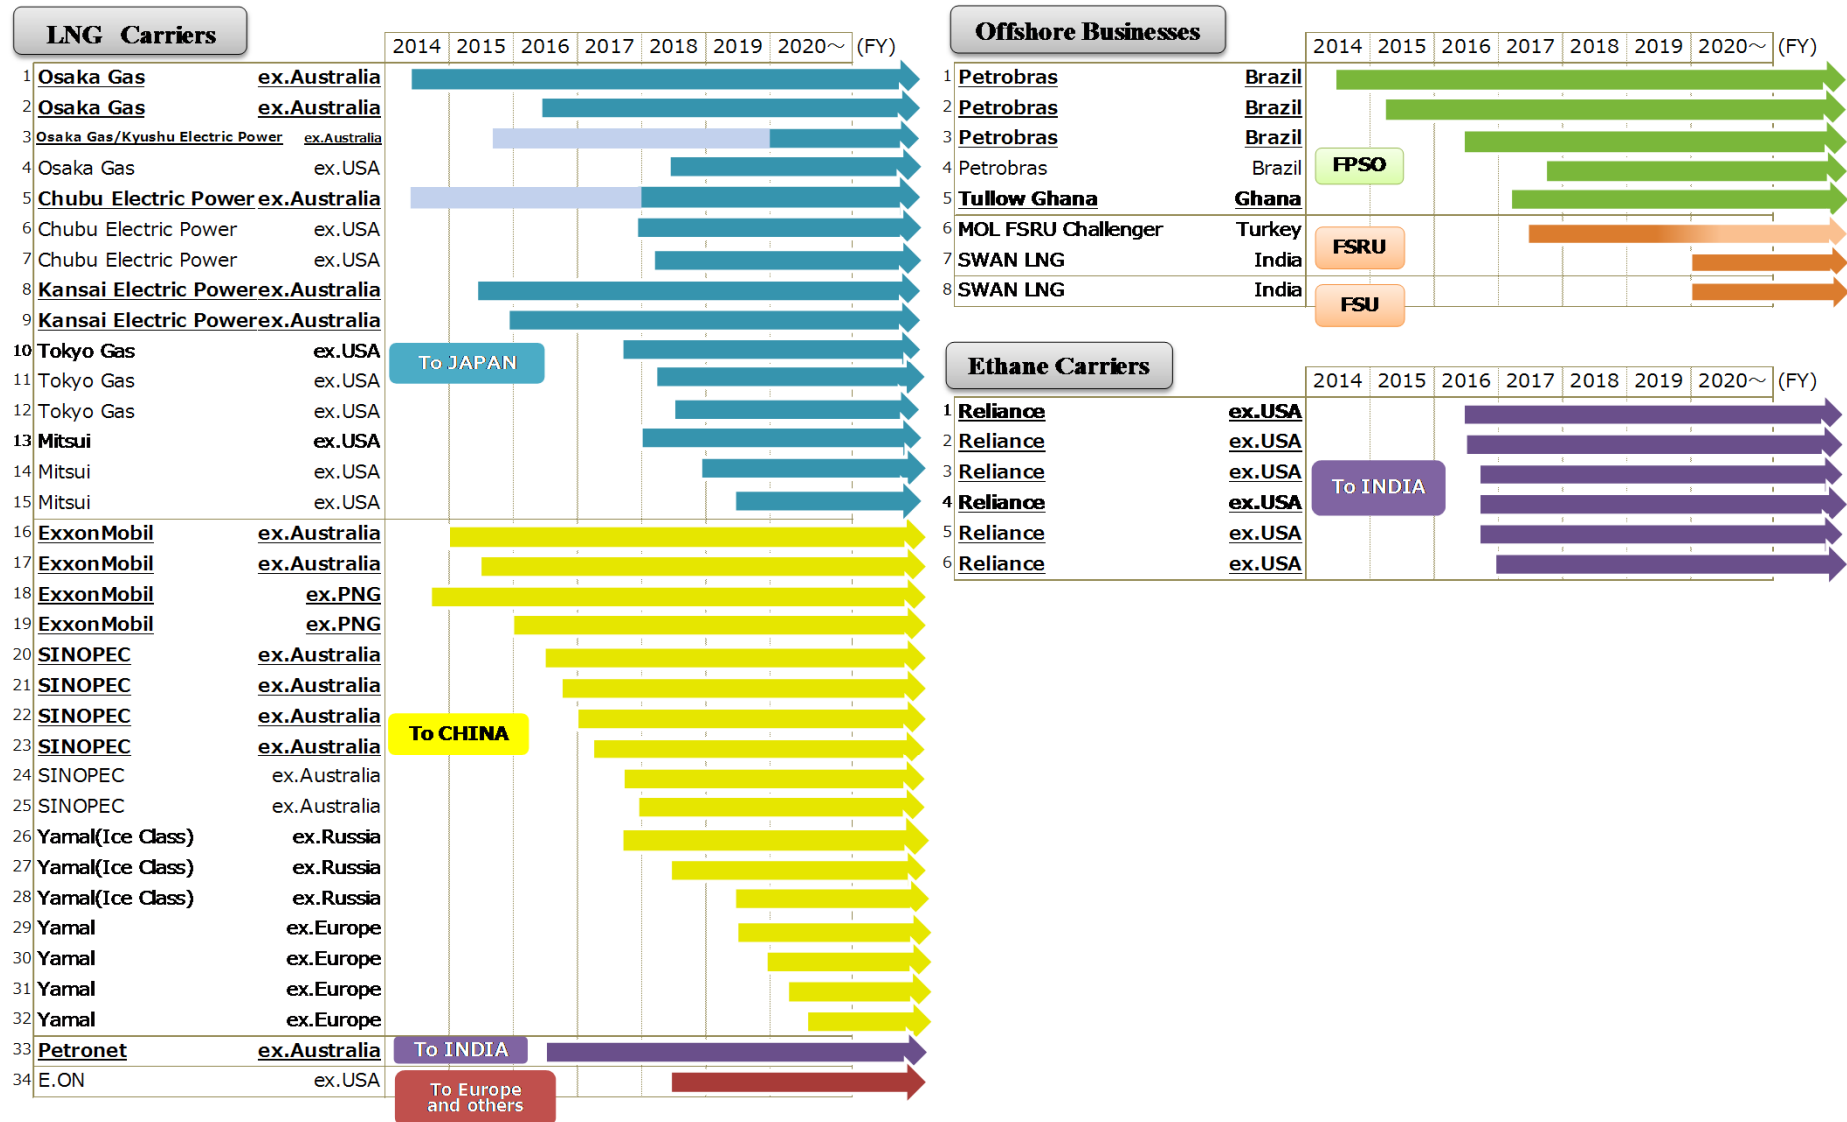 LNG Carriers
2014 2015 2016 2017 2018 2019 2020～ (FY)
1 Osaka Gas ex.Australia
2 Osaka Gas ex.Australia
3 Osaka Gas/Kyushu Electric Power ex.Australia
4 Osaka Gas ex.USA
5 Chubu Electric Power ex.Australia
6 Chubu Electric Power ex.USA
7 Chubu Electric Power ex.USA
8 Kansai Electric Power ex.Australia
9 Kansai Electric Power ex.Australia
10 Tokyo Gas ex.USA
To JAPAN
11 Tokyo Gas ex.USA
12 Tokyo Gas ex.USA
13 Mitsui ex.USA
14 Mitsui ex.USA
15 Mitsui ex.USA
16 ExxonMobil ex.Australia
17 ExxonMobil ex.Australia
18 ExxonMobil ex.PNG
19 ExxonMobil ex.PNG
20 SINOPEC ex.Australia
21 SINOPEC ex.Australia
22 SINOPEC ex.Australia
To CHINA
23 SINOPEC ex.Australia
24 SINOPEC ex.Australia
25 SINOPEC ex.Australia
26 Yamal(Ice Class) ex.Russia
27 Yamal(Ice Class) ex.Russia
28 Yamal(Ice Class) ex.Russia
29 Yamal ex.Europe
30 Yamal ex.Europe
31 Yamal ex.Europe
32 Yamal ex.Europe
33 Petronet ex.Australia To INDIA
34 E.ON ex.USA
To Europe
and others
Offshore Businesses
2014 2015 2016 2017 2018 2019 2020～ (FY)
1 Petrobras Brazil
2 Petrobras Brazil
3 Petrobras Brazil
4 Petrobras Brazil FPSO
5 Tullow Ghana Ghana
6 MOL FSRU Challenger Turkey
FSRU
7 SWAN LNG India
8 SWAN LNG India
FSU
Ethane Carriers
2014 2015 2016 2017 2018 2019 2020～ (FY)
1 Reliance ex.USA
2 Reliance ex.USA
3 Reliance ex.USA
To INDIA
4 Reliance ex.USA
5 Reliance ex.USA
6 Reliance ex.USA